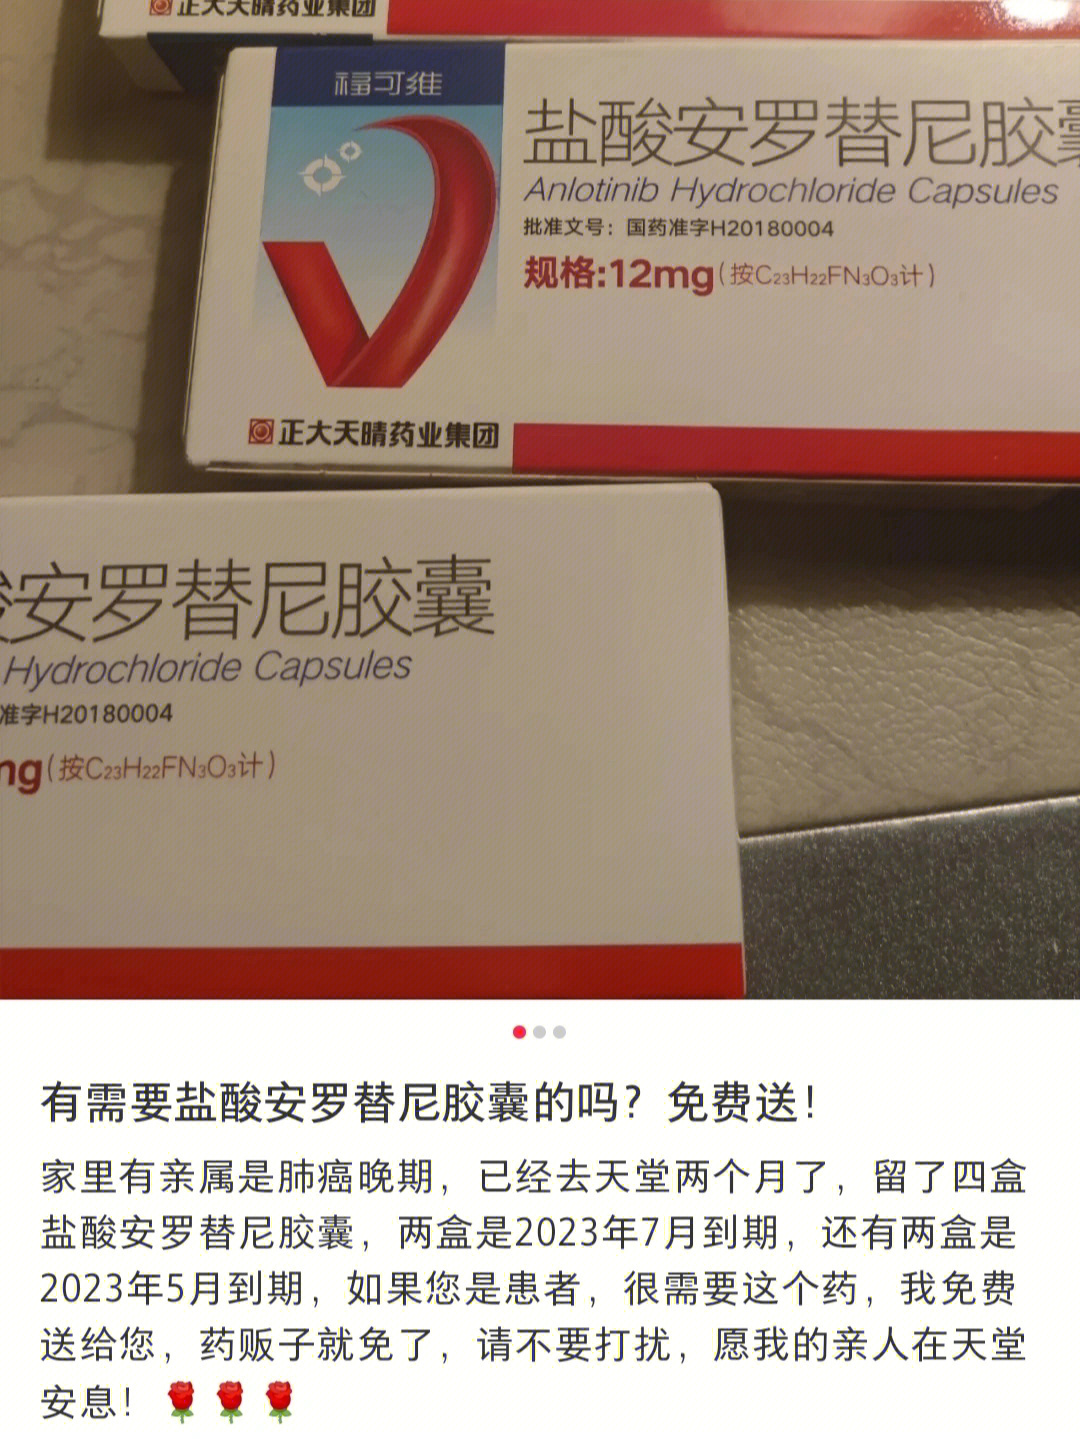 正大天晴药业集团
福可维
盐酸安罗替尼胶囊
Anlotinib Hydrochloride Capsules
批准文号：国药准字H20180004
规格:12mg(按C₂₃H₂₂FN₃O₃计)
正大天晴药业集团
安罗替尼胶囊
Hydrochloride Capsules
准字H20180004
mg(按C₂₃H₂₂FN₃O₃计)
有需要盐酸安罗替尼胶囊的吗？免费送！
家里有亲属是肺癌晚期，已经去天堂两个月了，留了四盒
盐酸安罗替尼胶囊，两盒是2023年7月到期，还有两盒是
2023年5月到期，如果您是患者，很需要这个药，我免费
送给您，药贩子就免了，请不要打扰，愿我的亲人在天堂
安息！🌹🌹🌹